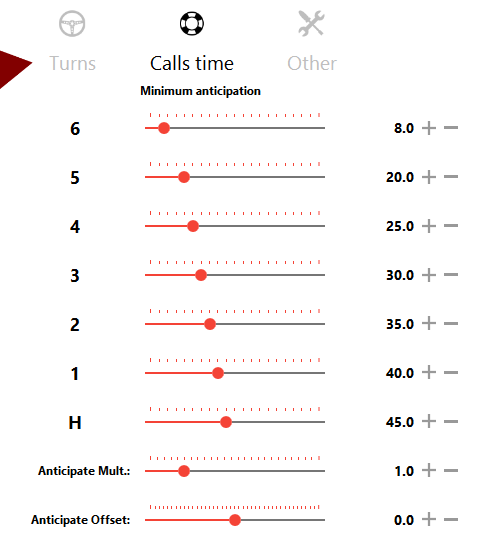 Turns Calls time Other
Minimum anticipation
6 8.0
5 20.0
4 25.0
3 30.0
2 35.0
1 40.0
H 45.0
Anticipate Mult.: 1.0
Anticipate Offset: 0.0